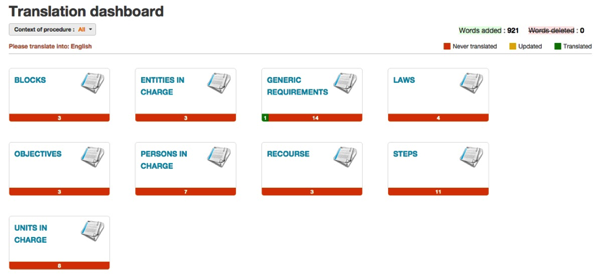 Translation dashboard
Context of procedure : All
Words added : 921 Words deleted : 0
Please translate into: English
Never translated Updated Translated
BLOCKS
3
ENTITIES IN
CHARGE
3
GENERIC
REQUIREMENTS
1 14
LAWS
4
OBJECTIVES
3
PERSONS IN
CHARGE
7
RECOURSE
3
STEPS
11
UNITS IN
CHARGE
8